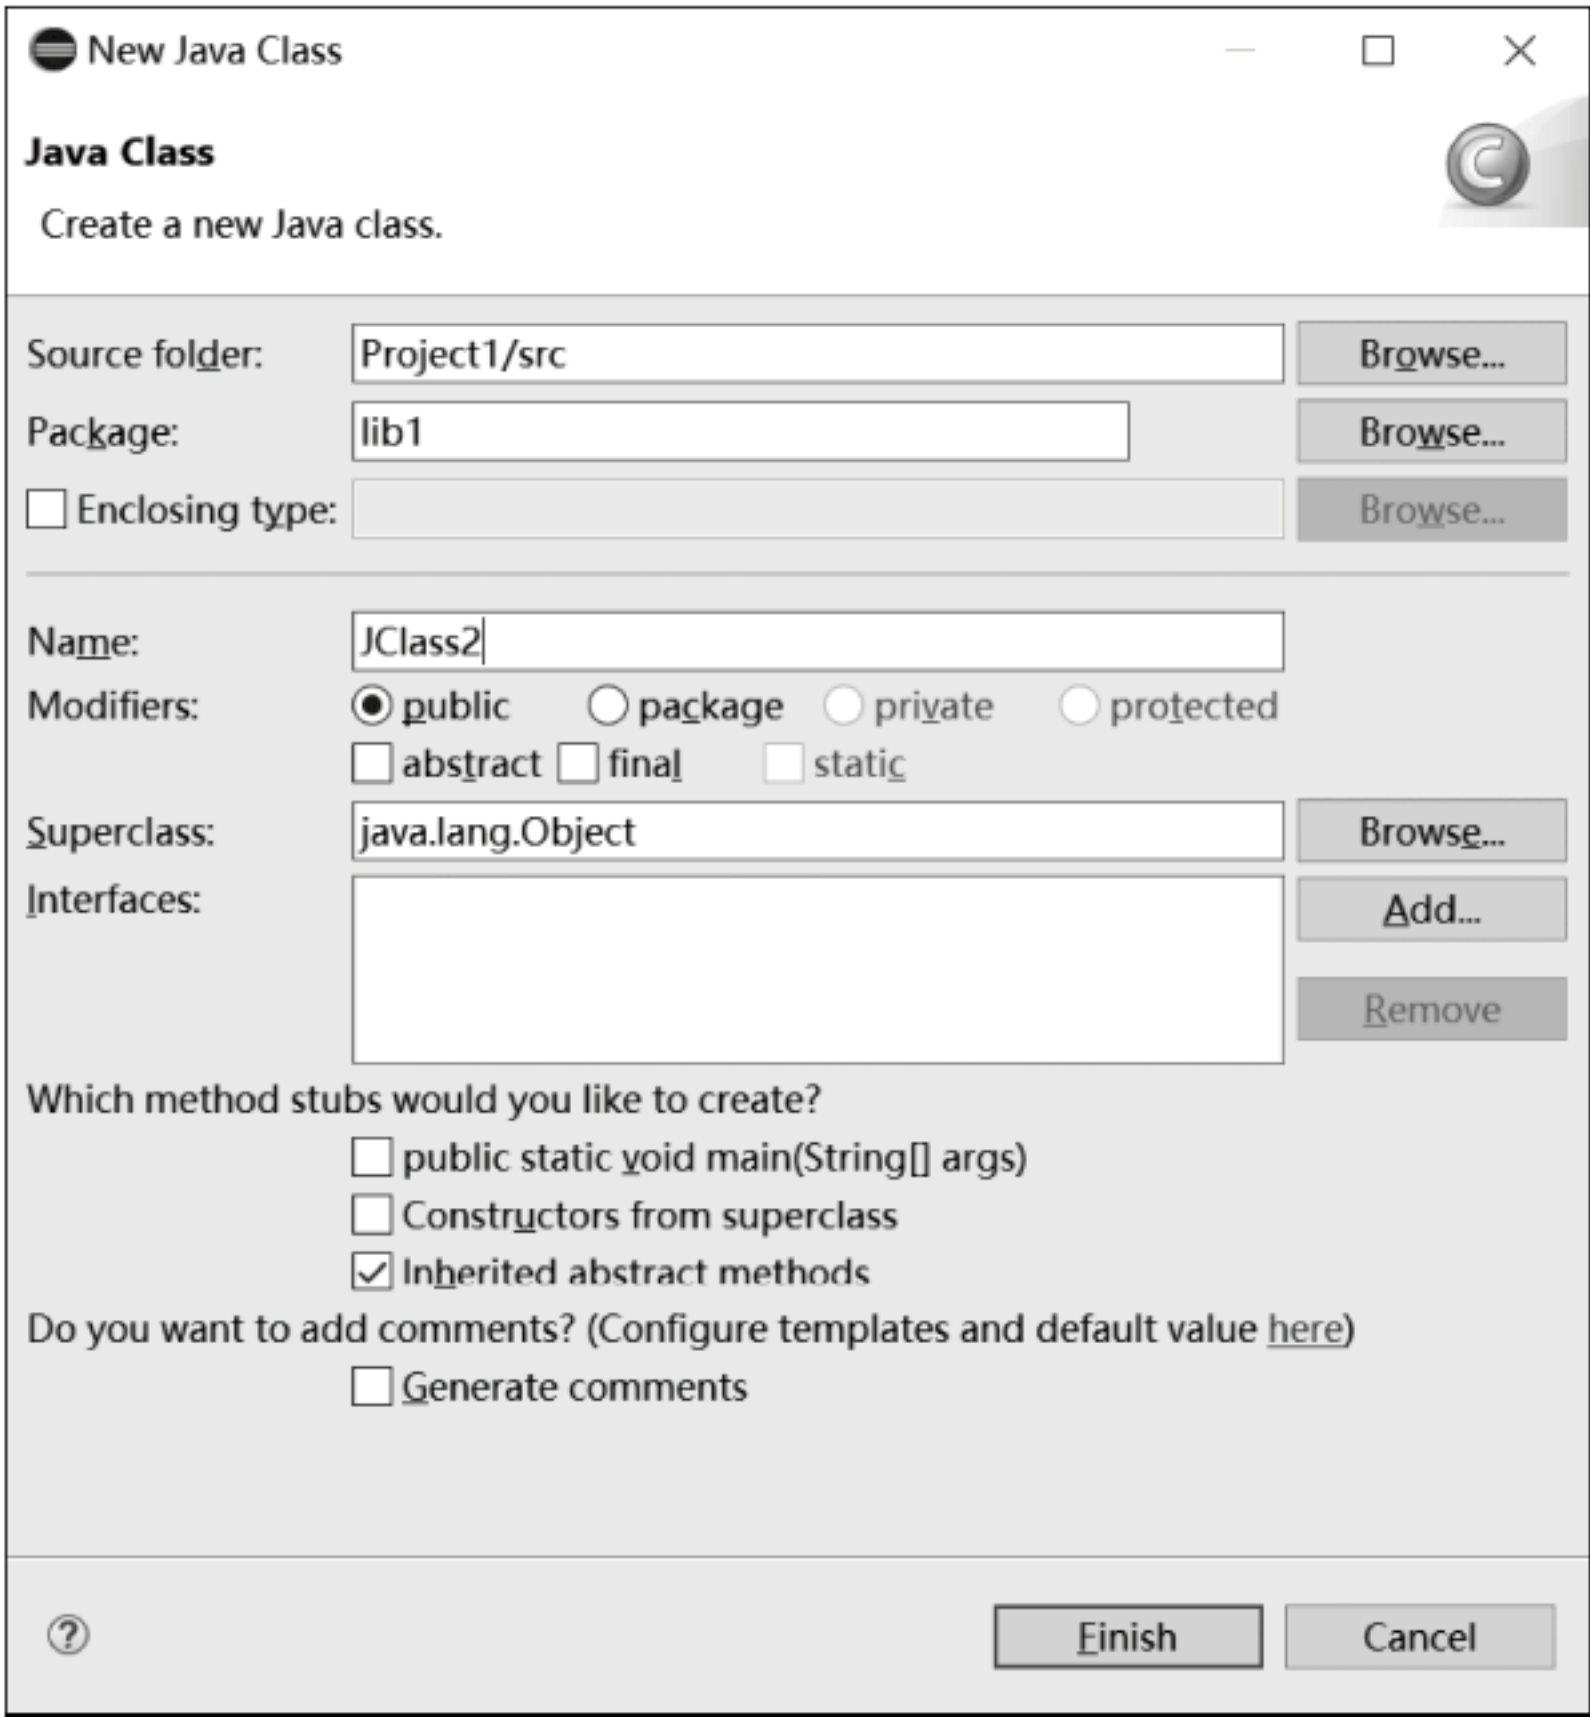 New Java Class
Java Class
Create a new Java class.
Source folder: Project1/src Browse...
Package: lib1 Browse...
Enclosing type: Browse...
Name: JClass2
Modifiers: public package private protected
abstract final static
Superclass: java.lang.Object Browse...
Interfaces: Add...
Remove
Which method stubs would you like to create?
public static void main(String[] args)
Constructors from superclass
Inherited abstract methods
Do you want to add comments? (Configure templates and default value here)
Generate comments
Finish Cancel